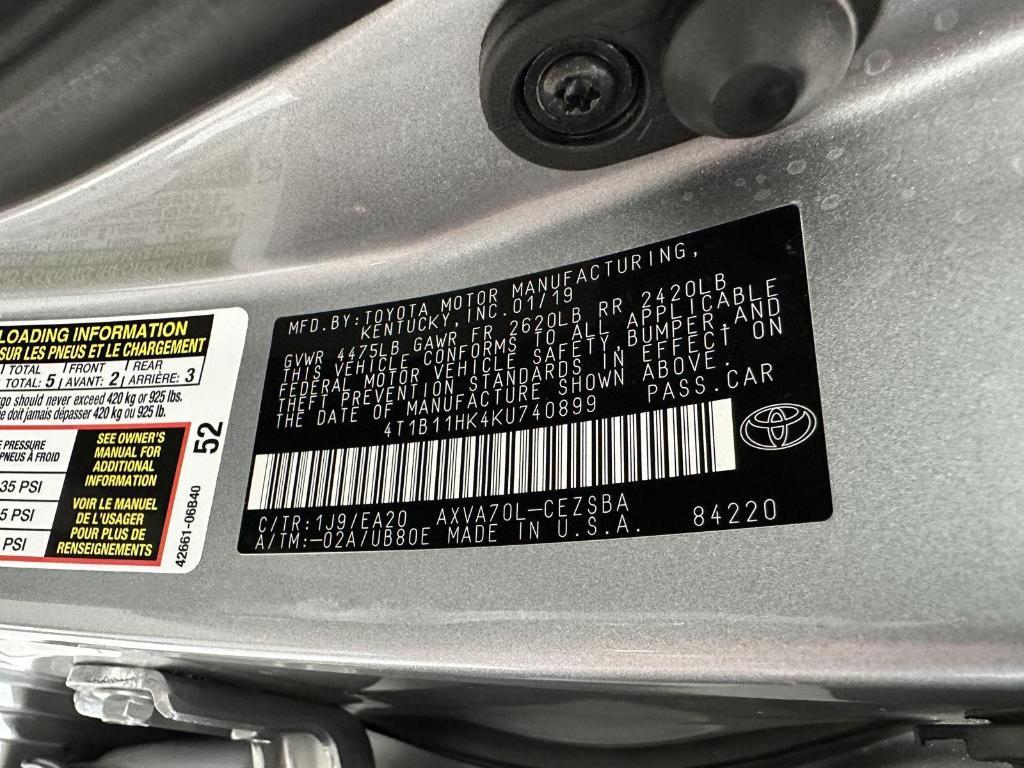 LOADING INFORMATION
SUR LES PNEUS ET LE CHARGEMENT
TOTAL FRONT REAR
TOTAL: 5 AVANT: 2 ARRIÈRE: 3
should never exceed 420 kg or 925 lbs.
doit jamais dépasser 420 kg ou 925 lb.
PRESSURE
PNEUS À FROID
35 PSI
PSI
PSI
SEE OWNER'S
MANUAL FOR
ADDITIONAL
INFORMATION
VOIR LE MANUEL
DE L'USAGER
POUR PLUS DE
RENSEIGNEMENTS
52
42661-06B40
MFD.BY:TOYOTA MOTOR MANUFACTURING,
KENTUCKY,INC.01/19
GVWR 4475LB GAWR FR 2620LB RR 2420LB
THIS VEHICLE CONFORMS TO ALL APPLICABLE
FEDERAL MOTOR VEHICLE SAFETY,BUMPER,AND
THEFT PREVENTION STANDARDS IN EFFECT ON
THE DATE OF MANUFACTURE SHOWN ABOVE.
4T1B11HK4KU740899 PASS.CAR
C/TR:1J9/EA20 AXVA70L-CEZSBA
A/TM:-02A/UB80E MADE IN U.S.A. 84220